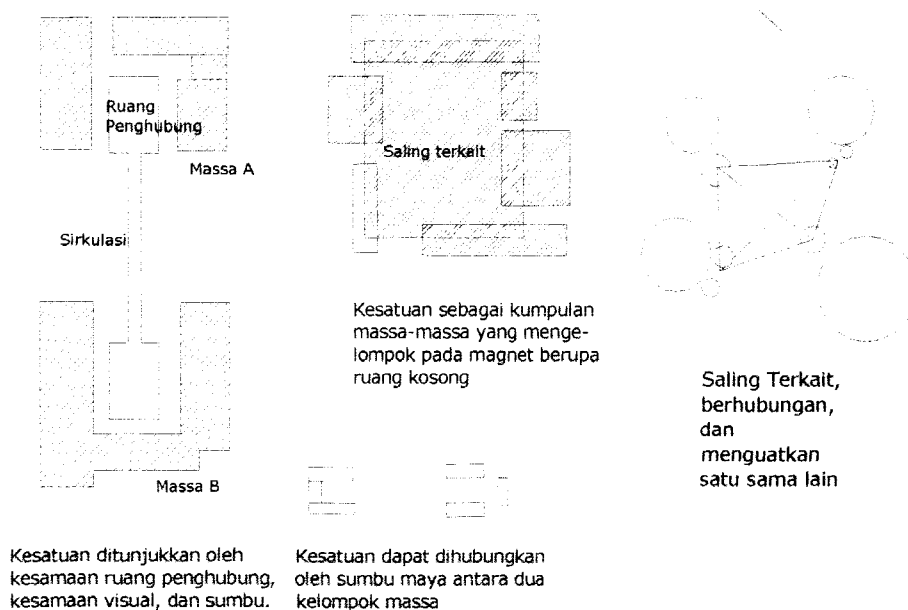 Ruang
Penghubung
Massa A
Sirkulasi
Massa B
Kesatuan ditunjukkan oleh
kesamaan ruang penghubung,
kesamaan visual, dan sumbu.
Saling terkait
Kesatuan sebagai kumpulan
massa-massa yang menge-
lompok pada magnet berupa
ruang kosong
Kesatuan dapat dihubungkan
oleh sumbu maya antara dua
kelompok massa
Saling Terkait,
berhubungan,
dan
menguatkan
satu sama lain